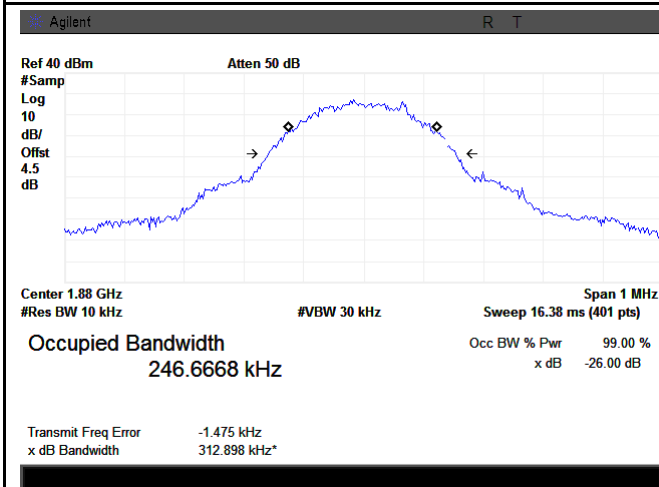 Agilent R T
Ref 40 dBm Atten 50 dB
#Samp
Log
10
dB/
Offst
4.5
dB
Center 1.88 GHz Span 1 MHz
#Res BW 10 kHz #VBW 30 kHz Sweep 16.38 ms (401 pts)
Occupied Bandwidth Occ BW % Pwr 99.00 %
246.6668 kHz x dB -26.00 dB
Transmit Freq Error -1.475 kHz
x dB Bandwidth 312.898 kHz*